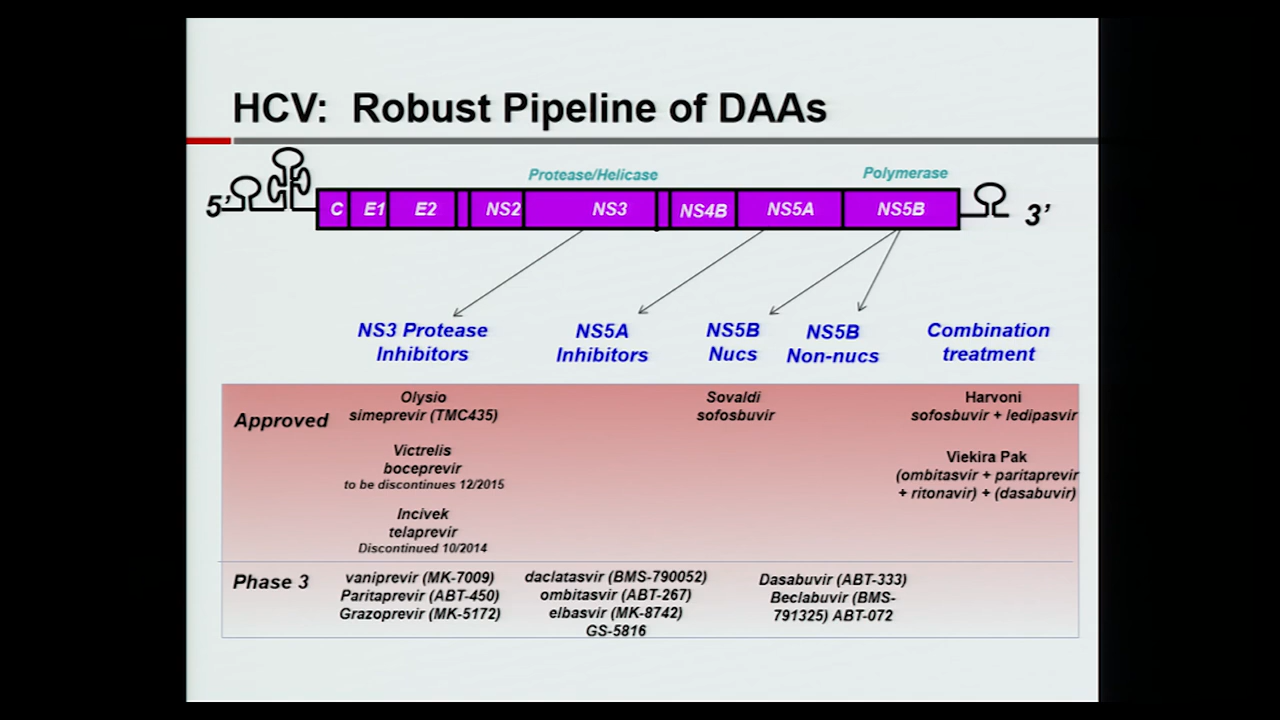 HCV: Robust Pipeline of DAAs
Protease/Helicase
Polymerase
5’ C E1 E2 NS2 NS3 NS4B NS5A NS5B 3’
NS3 Protease
Inhibitors
NS5A
Inhibitors
NS5B
Nucs
NS5B
Non-nucs
Combination
treatment
Approved
Olysio
simeprevir (TMC435)
Victrelis
boceprevir
to be discontinues 12/2015
Incivek
telaprevir
Discontinued 10/2014
Sovaldi
sofosbuvir
Harvoni
sofosbuvir + ledipasvir
Viekira Pak
(ombitasvir + paritaprevir
+ ritonavir) + (dasabuvir)
Phase 3
vaniprevir (MK-7009)
Paritaprevir (ABT-450)
Grazoprevir (MK-5172)
daclatasvir (BMS-790052)
ombitasvir (ABT-267)
elbasvir (MK-8742)
GS-5816
Dasabuvir (ABT-333)
Beclabuvir (BMS-
791325) ABT-072